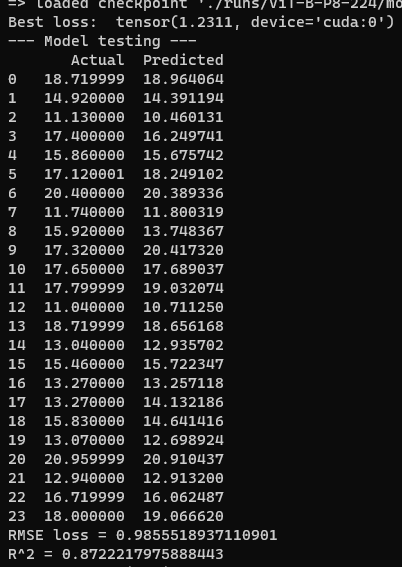 => loaded checkpoint './runs/ViT-B-P8-224/mo
Best loss:  tensor(1.2311, device='cuda:0')
--- Model testing ---
       Actual  Predicted
0   18.719999  18.964064
1   14.920000  14.391194
2   11.130000  10.460131
3   17.400000  16.249741
4   15.860000  15.675742
5   17.120001  18.249102
6   20.400000  20.389336
7   11.740000  11.800319
8   15.920000  13.748367
9   17.320000  20.417320
10  17.650000  17.689037
11  17.799999  19.032074
12  11.040000  10.711250
13  18.719999  18.656168
14  13.040000  12.935702
15  15.460000  15.722347
16  13.270000  13.257118
17  13.270000  14.132186
18  15.830000  14.641416
19  13.070000  12.698924
20  20.959999  20.910437
21  12.940000  12.913200
22  16.719999  16.062487
23  18.000000  19.066620
RMSE loss = 0.9855518937110901
R^2 = 0.8722217975888443